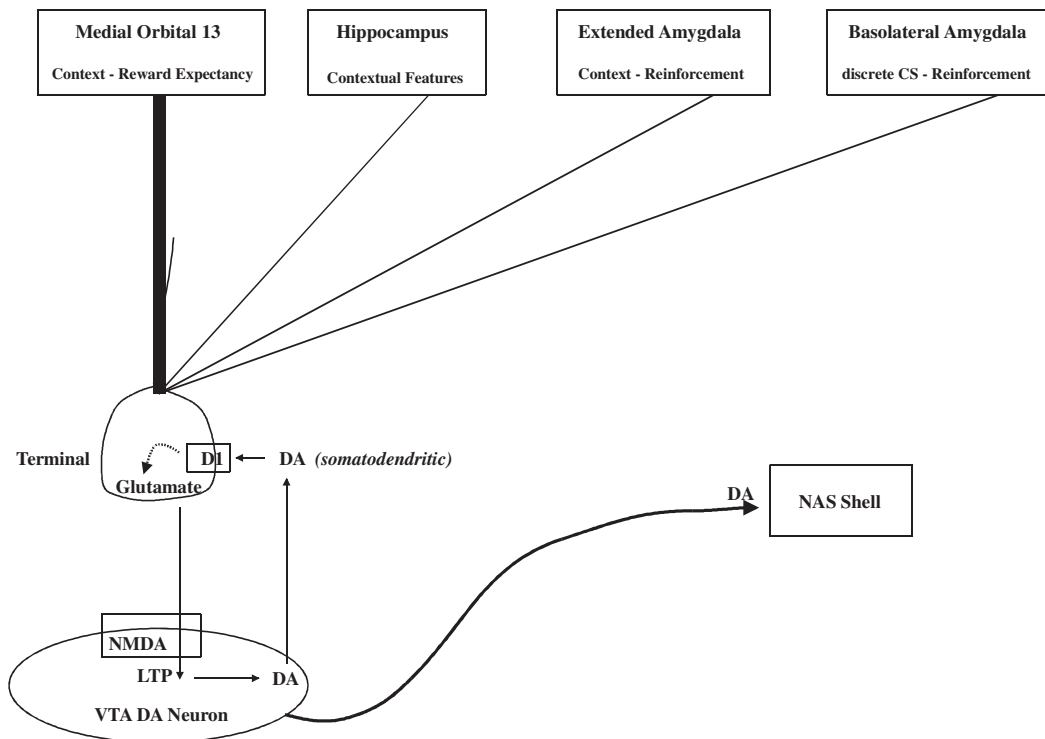 Medial Orbital 13
Context - Reward Expectancy
Hippocampus
Contextual Features
Extended Amygdala
Context - Reinforcement
Basolateral Amygdala
discrete CS - Reinforcement
Terminal
D1
DA (somatodendritic)
Glutamate
DA
NAS Shell
NMDA
LTP
DA
VTA DA Neuron